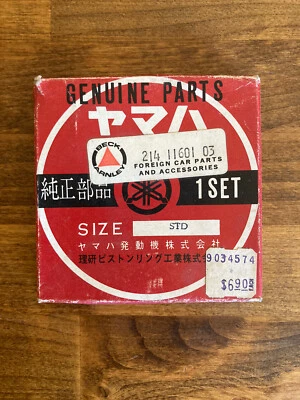 GENUINE PARTS
ヤマハ
BECK
ARNLEY
214 11601 03
FOREIGN CAR PARTS
AND ACCESSORIES
純正部品
1SET
SIZE STD
ヤマハ発動機株式会社
理研ピストンリング工業株式
9034574
$6.90